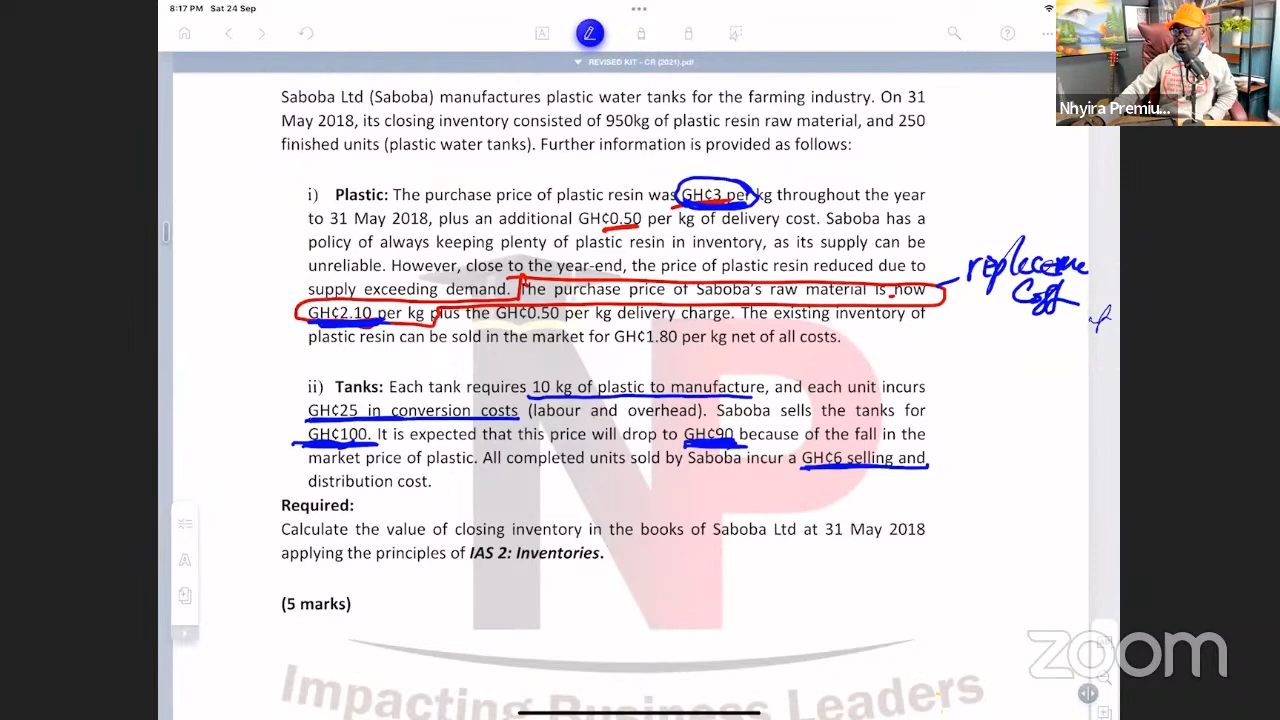 8:17 PM Sat 24 Sep
REVISED KIT - CR (2021).pdf
Nhyira Premiu...
Saboba Ltd (Saboba) manufactures plastic water tanks for the farming industry. On 31
May 2018, its closing inventory consisted of 950kg of plastic resin raw material, and 250
finished units (plastic water tanks). Further information is provided as follows:
i) Plastic: The purchase price of plastic resin was GH₵3 per kg throughout the year
to 31 May 2018, plus an additional GH₵0.50 per kg of delivery cost. Saboba has a
policy of always keeping plenty of plastic resin in inventory, as its supply can be
unreliable. However, close to the year-end, the price of plastic resin reduced due to
supply exceeding demand. The purchase price of Saboba's raw material is now
GH₵2.10 per kg plus the GH₵0.50 per kg delivery charge. The existing inventory of
plastic resin can be sold in the market for GH₵1.80 per kg net of all costs.
ii) Tanks: Each tank requires 10 kg of plastic to manufacture, and each unit incurs
GH₵25 in conversion costs (labour and overhead). Saboba sells the tanks for
GH₵100. It is expected that this price will drop to GH₵90 because of the fall in the
market price of plastic. All completed units sold by Saboba incur a GH₵6 selling and
distribution cost.
Required:
Calculate the value of closing inventory in the books of Saboba Ltd at 31 May 2018
applying the principles of IAS 2: Inventories.
(5 marks)
zoom
Impacting Business Leaders